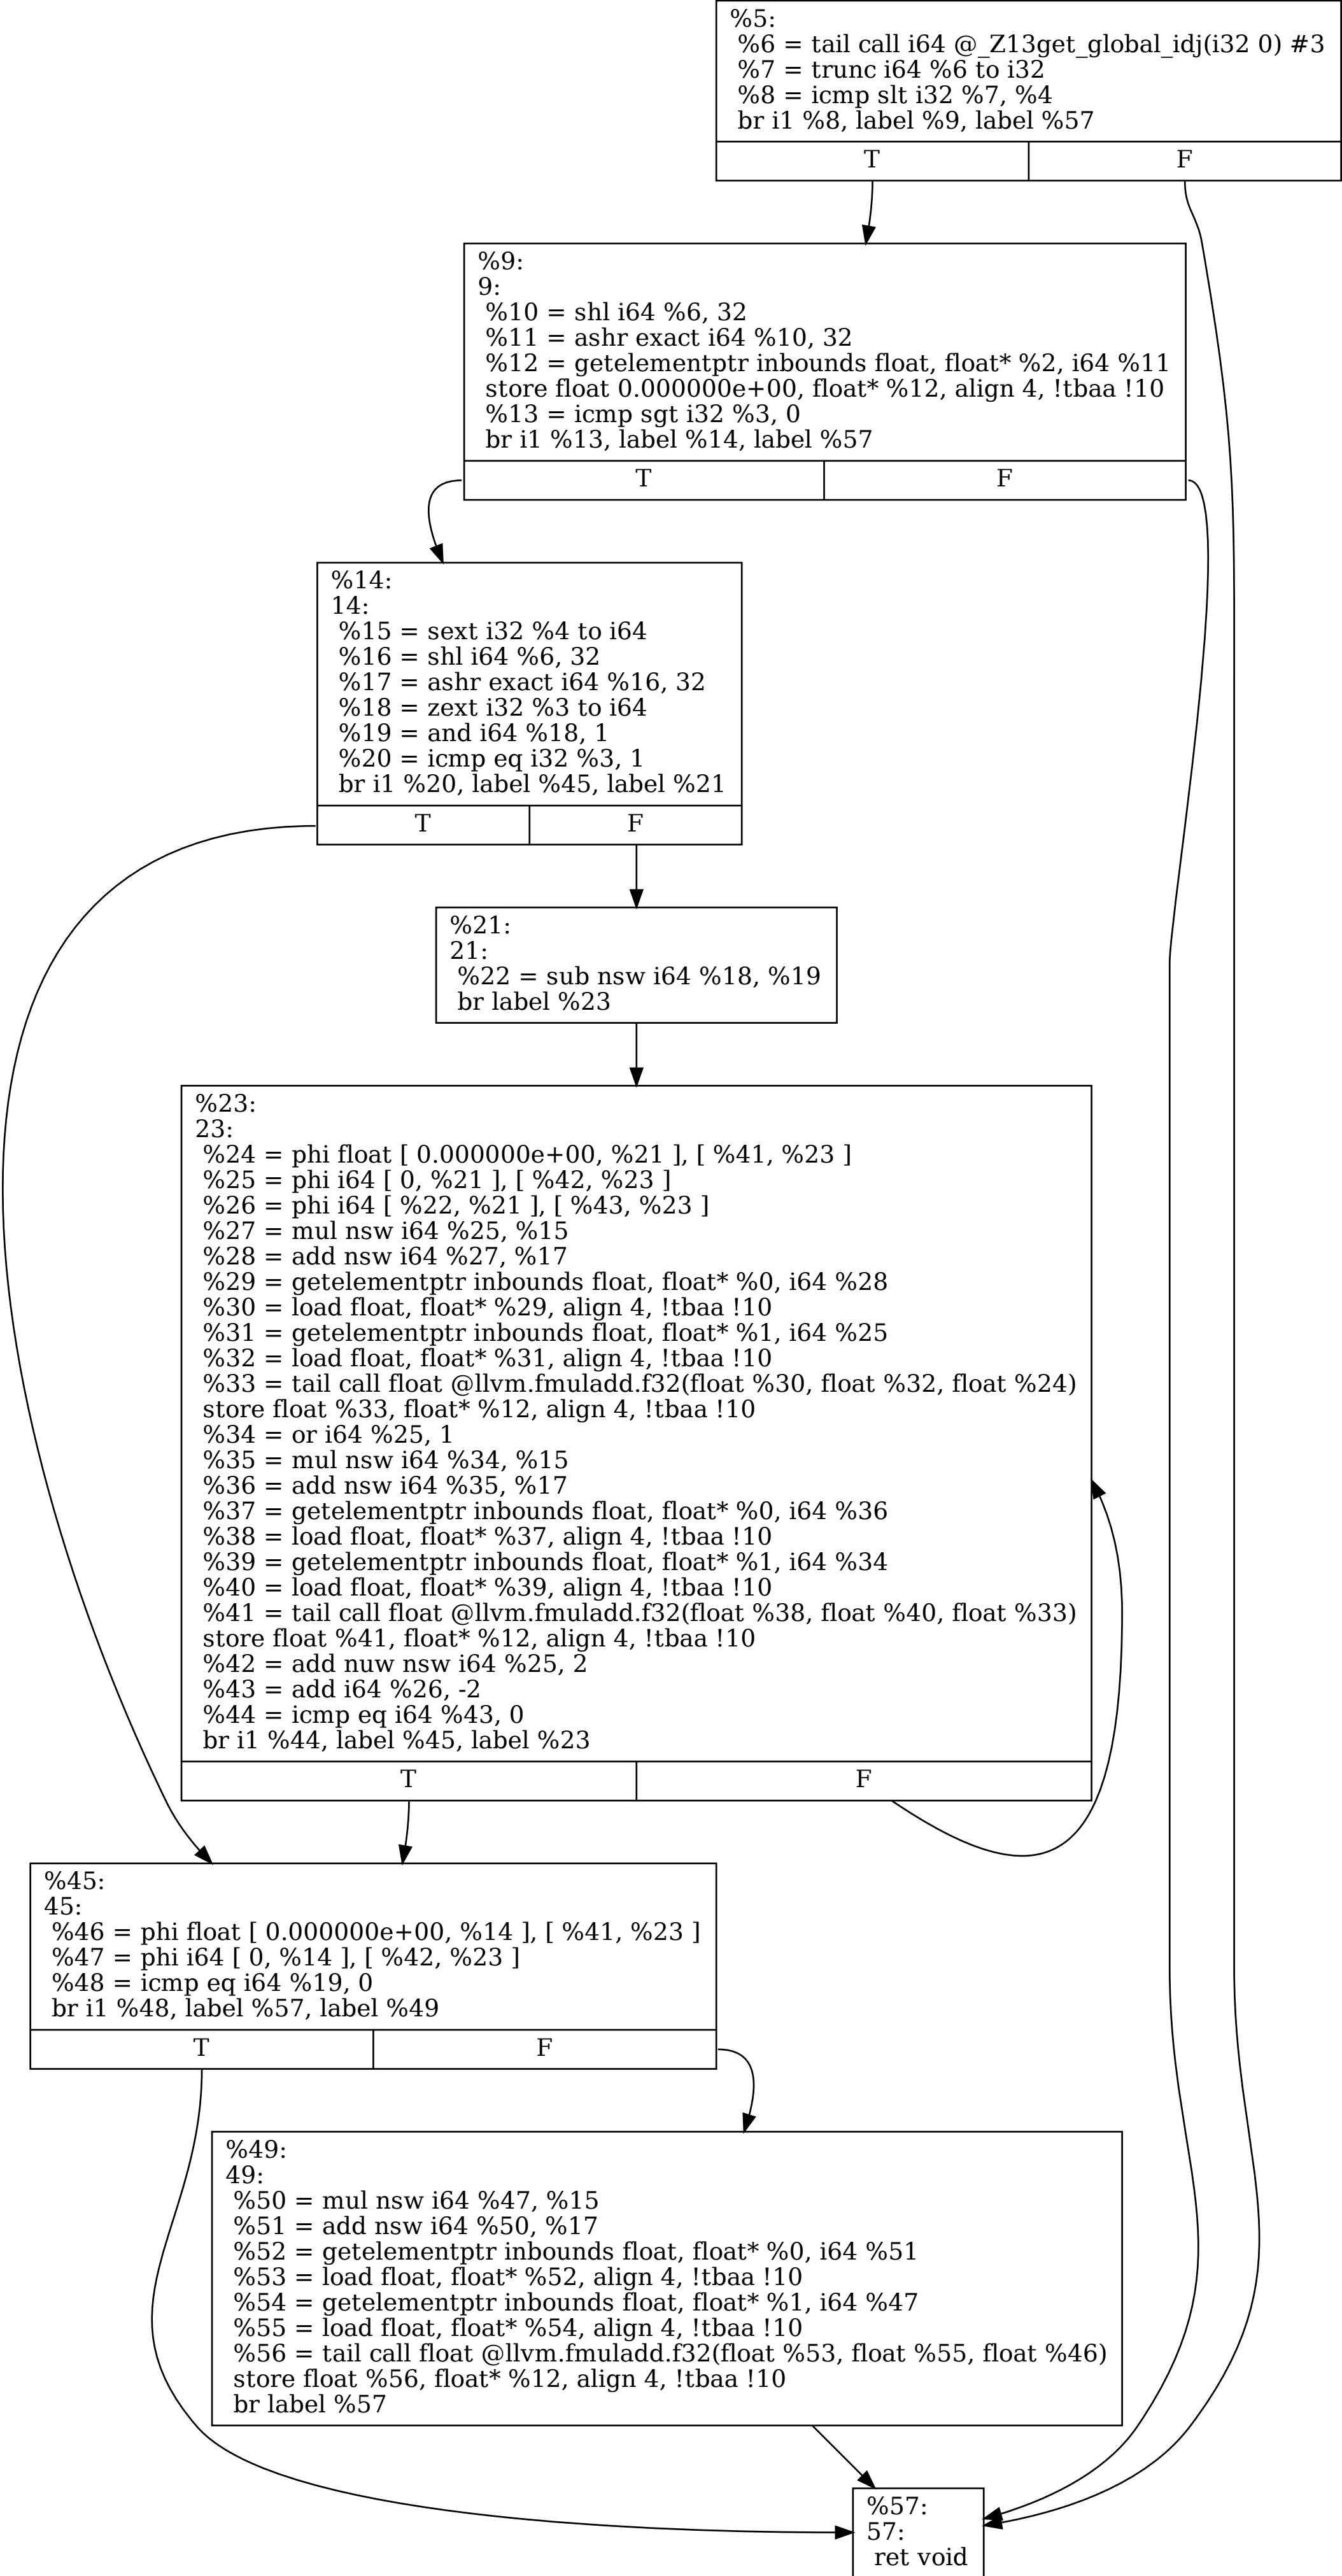 %5:
%6 = tail call i64 @_Z13get_global_idj(i32 0) #3
%7 = trunc i64 %6 to i32
%8 = icmp slt i32 %7, %4
br i1 %8, label %9, label %57
T F
%9:
9:
%10 = shl i64 %6, 32
%11 = ashr exact i64 %10, 32
%12 = getelementptr inbounds float, float* %2, i64 %11
store float 0.000000e+00, float* %12, align 4, !tbaa !10
%13 = icmp sgt i32 %3, 0
br i1 %13, label %14, label %57
T F
%14:
14:
%15 = sext i32 %4 to i64
%16 = shl i64 %6, 32
%17 = ashr exact i64 %16, 32
%18 = zext i32 %3 to i64
%19 = and i64 %18, 1
%20 = icmp eq i32 %3, 1
br i1 %20, label %45, label %21
T F
%21:
21:
%22 = sub nsw i64 %18, %19
br label %23
%23:
23:
%24 = phi float [ 0.000000e+00, %21 ], [ %41, %23 ]
%25 = phi i64 [ 0, %21 ], [ %42, %23 ]
%26 = phi i64 [ %22, %21 ], [ %43, %23 ]
%27 = mul nsw i64 %25, %15
%28 = add nsw i64 %27, %17
%29 = getelementptr inbounds float, float* %0, i64 %28
%30 = load float, float* %29, align 4, !tbaa !10
%31 = getelementptr inbounds float, float* %1, i64 %25
%32 = load float, float* %31, align 4, !tbaa !10
%33 = tail call float @llvm.fmuladd.f32(float %30, float %32, float %24)
store float %33, float* %12, align 4, !tbaa !10
%34 = or i64 %25, 1
%35 = mul nsw i64 %34, %15
%36 = add nsw i64 %35, %17
%37 = getelementptr inbounds float, float* %0, i64 %36
%38 = load float, float* %37, align 4, !tbaa !10
%39 = getelementptr inbounds float, float* %1, i64 %34
%40 = load float, float* %39, align 4, !tbaa !10
%41 = tail call float @llvm.fmuladd.f32(float %38, float %40, float %33)
store float %41, float* %12, align 4, !tbaa !10
%42 = add nuw nsw i64 %25, 2
%43 = add i64 %26, -2
%44 = icmp eq i64 %43, 0
br i1 %44, label %45, label %23
T F
%45:
45:
%46 = phi float [ 0.000000e+00, %14 ], [ %41, %23 ]
%47 = phi i64 [ 0, %14 ], [ %42, %23 ]
%48 = icmp eq i64 %19, 0
br i1 %48, label %57, label %49
T F
%49:
49:
%50 = mul nsw i64 %47, %15
%51 = add nsw i64 %50, %17
%52 = getelementptr inbounds float, float* %0, i64 %51
%53 = load float, float* %52, align 4, !tbaa !10
%54 = getelementptr inbounds float, float* %1, i64 %47
%55 = load float, float* %54, align 4, !tbaa !10
%56 = tail call float @llvm.fmuladd.f32(float %53, float %55, float %46)
store float %56, float* %12, align 4, !tbaa !10
br label %57
%57:
57:
ret void